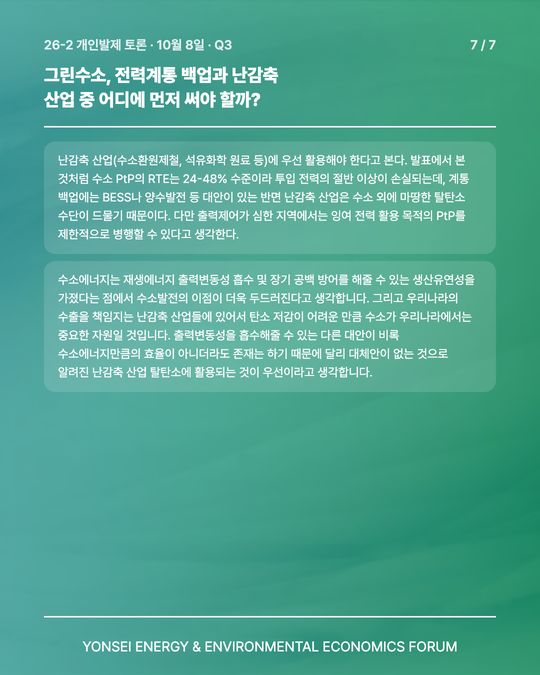 26-2 개인발제 토론 · 10월 8일 · Q3
7 / 7
그린수소, 전력계통 백업과 난감축
산업 중 어디에 먼저 써야 할까?
난감축 산업(수소환원제철, 석유화학 원료 등)에 우선 활용해야 한다고 본다. 발표에서 본
것처럼 수소 PtP의 RTE는 24-48% 수준이라 투입 전력의 절반 이상이 손실되는데, 계통
백업에는 BESS나 양수발전 등 대안이 있는 반면 난감축 산업은 수소 외에 마땅한 탈탄소
수단이 드물기 때문이다. 다만 출력제어가 심한 지역에서는 잉여 전력 활용 목적의 PtP를
제한적으로 병행할 수 있다고 생각한다.
수소에너지는 재생에너지 출력변동성 흡수 및 장기 공백 방어를 해줄 수 있는 생산유연성을
가졌다는 점에서 수소발전의 이점이 더욱 두드러진다고 생각합니다. 그리고 우리나라의
수출을 책임지는 난감축 산업들에 있어서 탄소 저감이 어려운 만큼 수소가 우리나라에서는
중요한 자원일 것입니다. 출력변동성을 흡수해줄 수 있는 다른 대안이 비록
수소에너지만큼의 효율이 아니더라도 존재는 하기 때문에 달리 대체안이 없는 것으로
알려진 난감축 산업 탈탄소에 활용되는 것이 우선이라고 생각합니다.
YONSEI ENERGY & ENVIRONMENTAL ECONOMICS FORUM